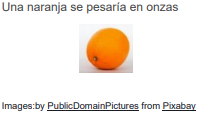 Una naranja se pesaría en onzas
Images:by PublicDomainPictures from Pixabay